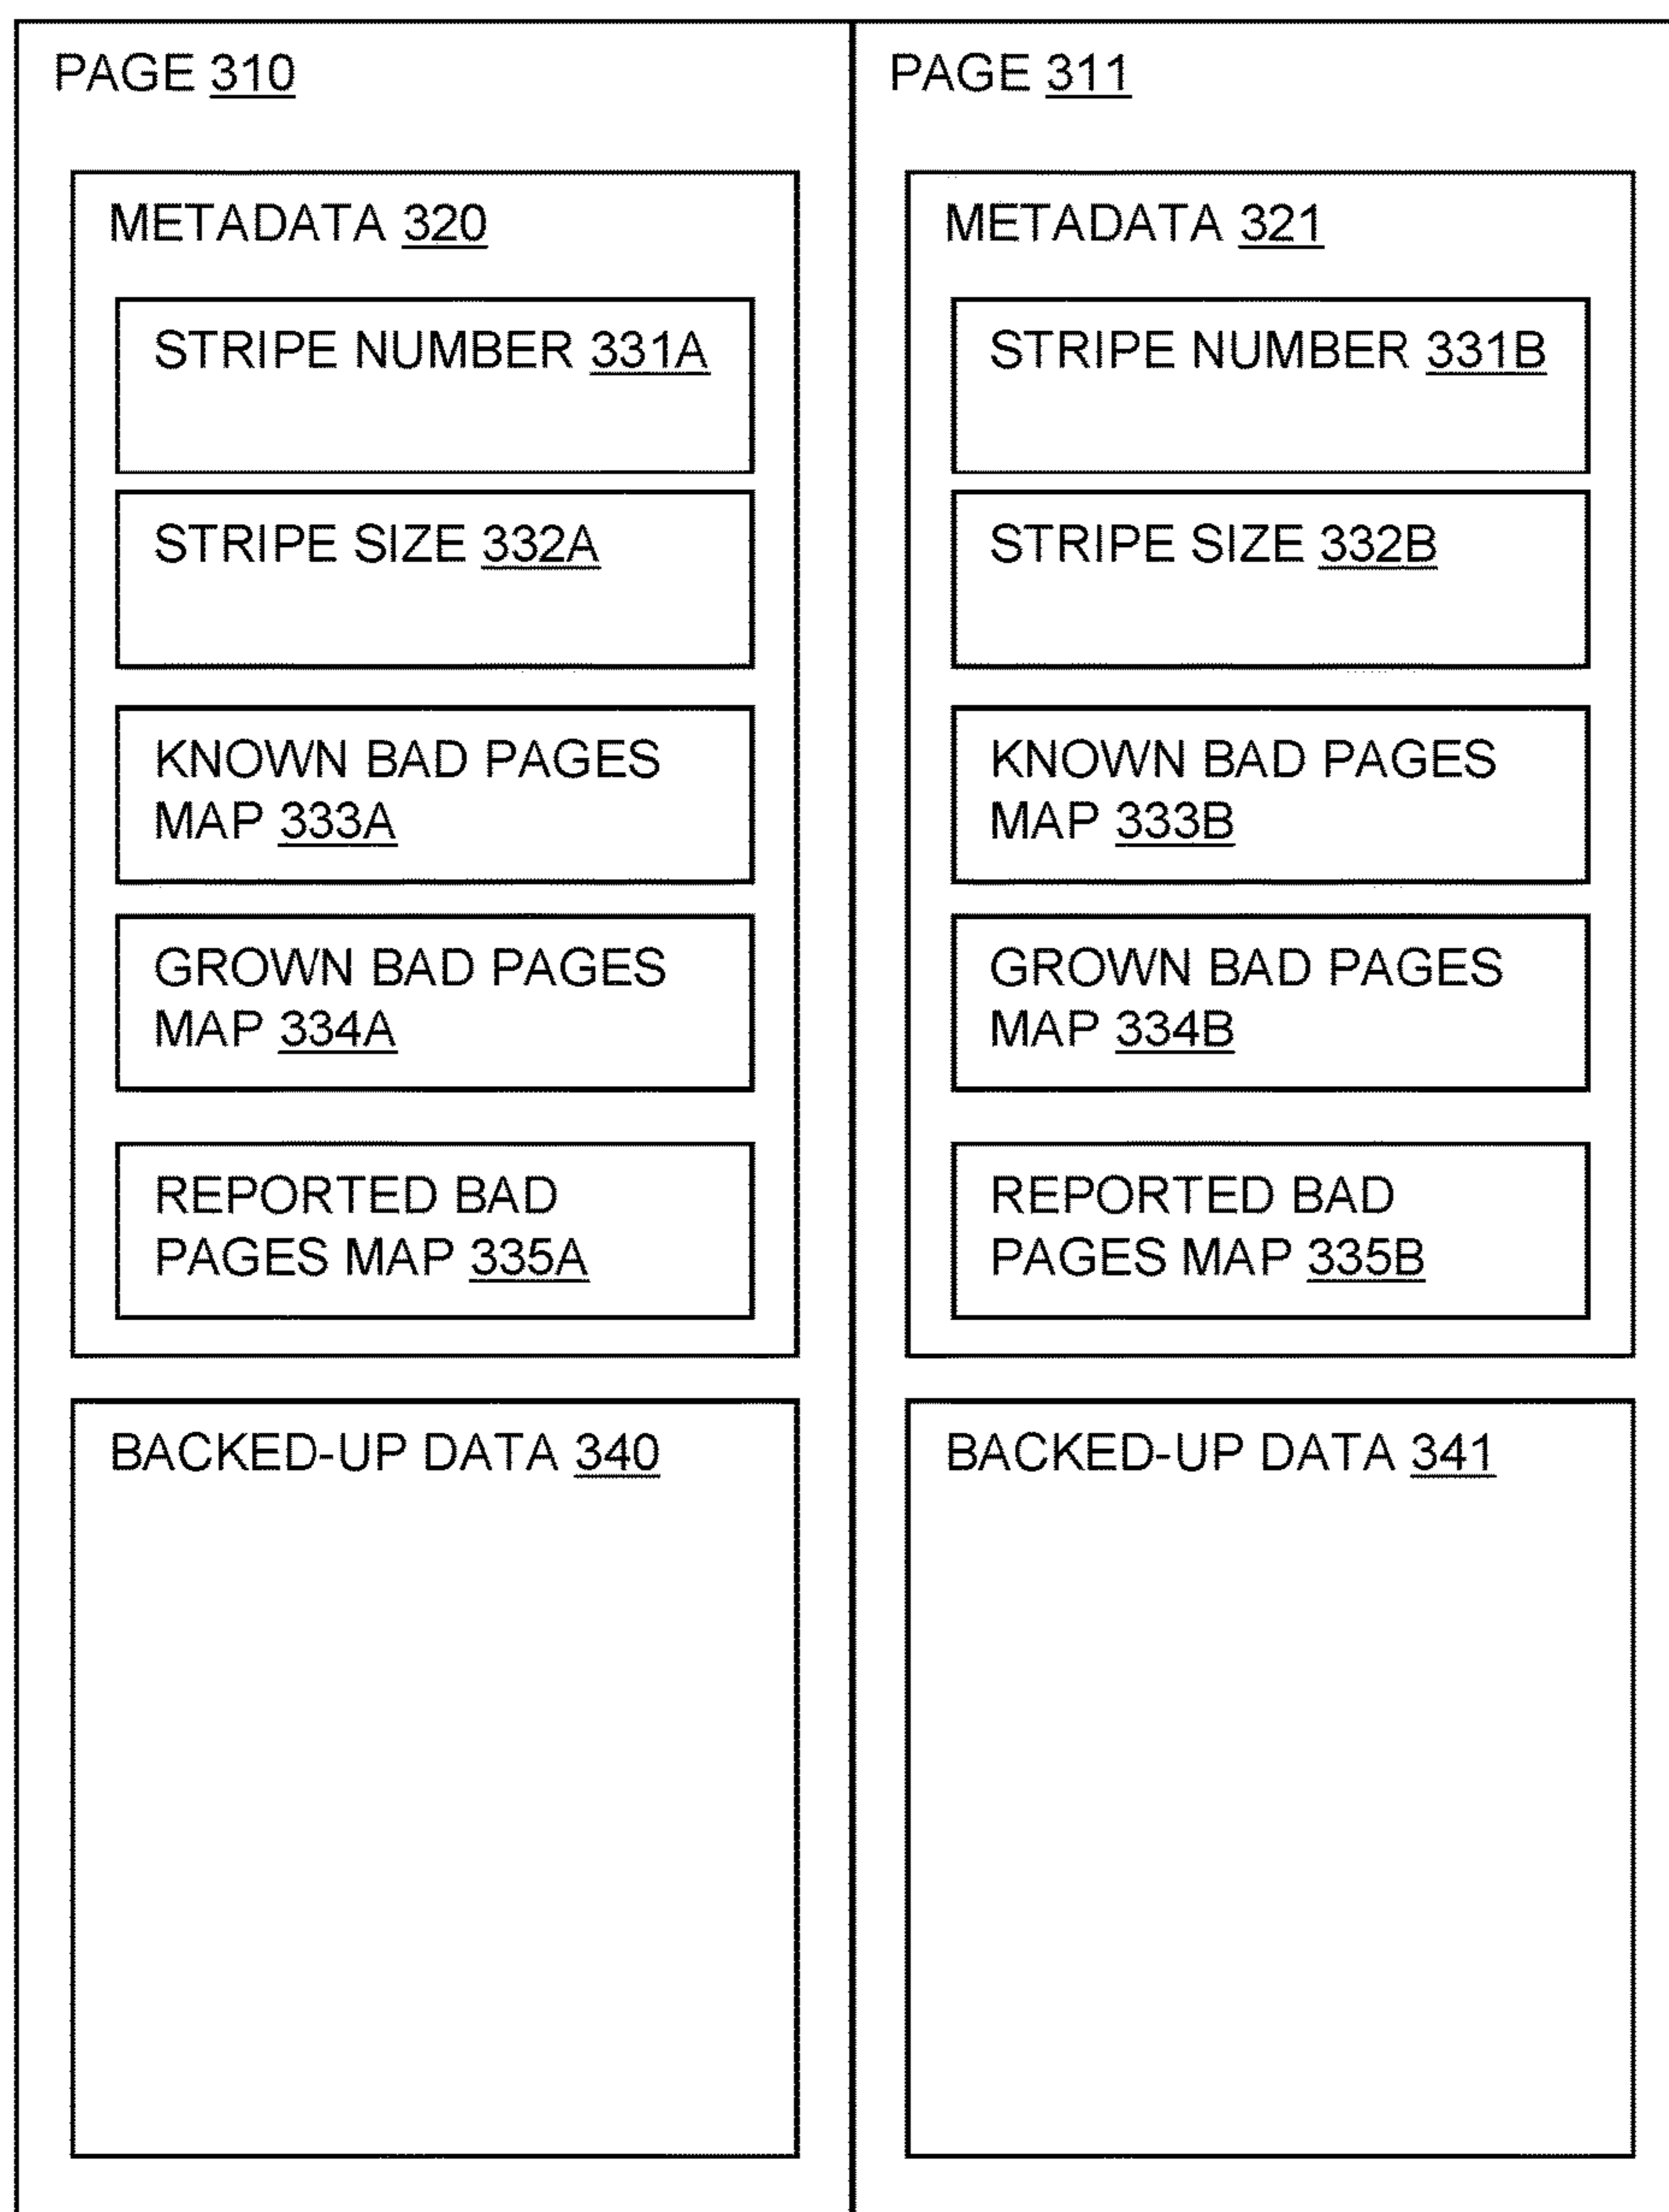 PAGE 310
METADATA 320
STRIPE NUMBER 331A
STRIPE SIZE 332A
KNOWN BAD PAGES
MAP 333A
GROWN BAD PAGES
MAP 334A
REPORTED BAD
PAGES MAP 335A
BACKED-UP DATA 340
PAGE 311
METADATA 321
STRIPE NUMBER 331B
STRIPE SIZE 332B
KNOWN BAD PAGES
MAP 333B
GROWN BAD PAGES
MAP 334B
REPORTED BAD
PAGES MAP 335B
BACKED-UP DATA 341